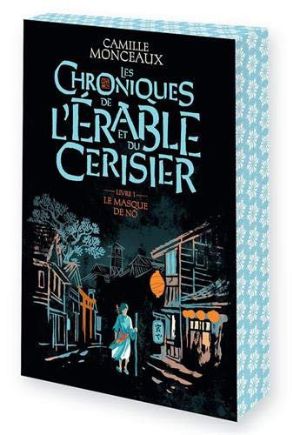 CAMILLE
MONCEAUX
LES
CHRONIQUES
DE
L'ÉRABLE
ET DU
CERISIER
LIVRE 1
LE MASQUE
DE NÔ